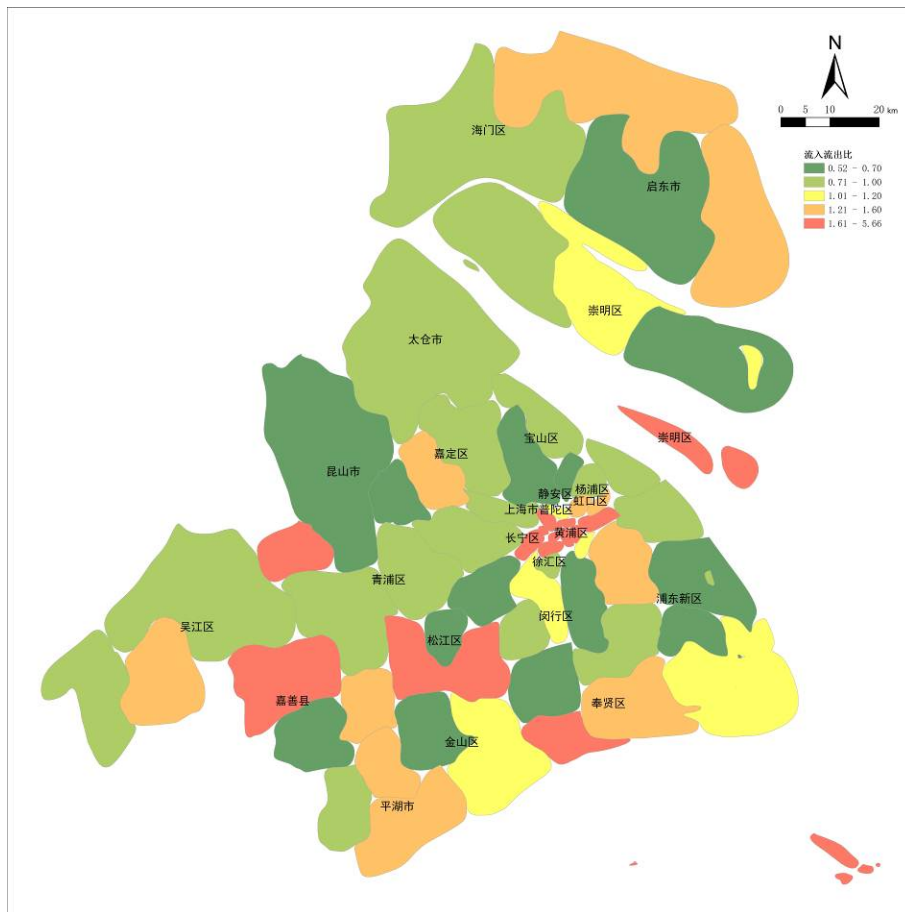 N
0 5 10 20 km
流入流出比
0.52 - 0.70
0.71 - 1.00
1.01 - 1.20
1.21 - 1.60
1.61 - 5.66
海门区
启东市
崇明区
太仓市
崇明区
宝山区
嘉定区
昆山市
杨浦区
静安区
虹口区
上海市普陀区
黄浦区
长宁区
徐汇区
青浦区
浦东新区
闵行区
吴江区
松江区
嘉善县
奉贤区
金山区
平湖市